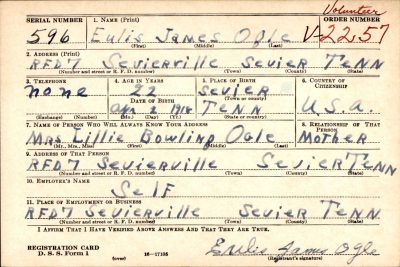 Volunteer
SERIAL NUMBER 1. NAME (Print) ORDER NUMBER
596 Eulis James Ogle V-2257
(First) (Middle) (Last)
2. ADDRESS (Print)
RFD 7 Sevierville Sevier Tenn
(Number and street or R. F. D. number) (Town) (County) (State)
3. TELEPHONE 4. AGE IN YEARS 5. PLACE OF BIRTH 6. COUNTRY OF CITIZENSHIP
none 22 Sevier U.S.A.
DATE OF BIRTH (Town or county)
Tenn
(Exchange) (Number) (Mo.) (Day) (Yr.) (State or country)
7. NAME OF PERSON WHO WILL ALWAYS KNOW YOUR ADDRESS 8. RELATIONSHIP OF THAT PERSON
Mrs Lillie Bowling Ogle Mother
(Mr., Mrs., Miss) (First) (Middle) (Last)
9. ADDRESS OF THAT PERSON
RFD 7 Sevierville Sevier Tenn
(Number and street or R. F. D. number) (Town) (County) (State)
10. EMPLOYER'S NAME
Self
11. PLACE OF EMPLOYMENT OR BUSINESS
RFD 7 Sevierville Sevier Tenn
(Number and street or R. F. D. number) (Town) (County) (State)
I AFFIRM THAT I HAVE VERIFIED ABOVE ANSWERS AND THAT THEY ARE TRUE.
REGISTRATION CARD Eulis James Ogle
D. S. S. Form 1 (over) 16—17105 (Registrant's signature)